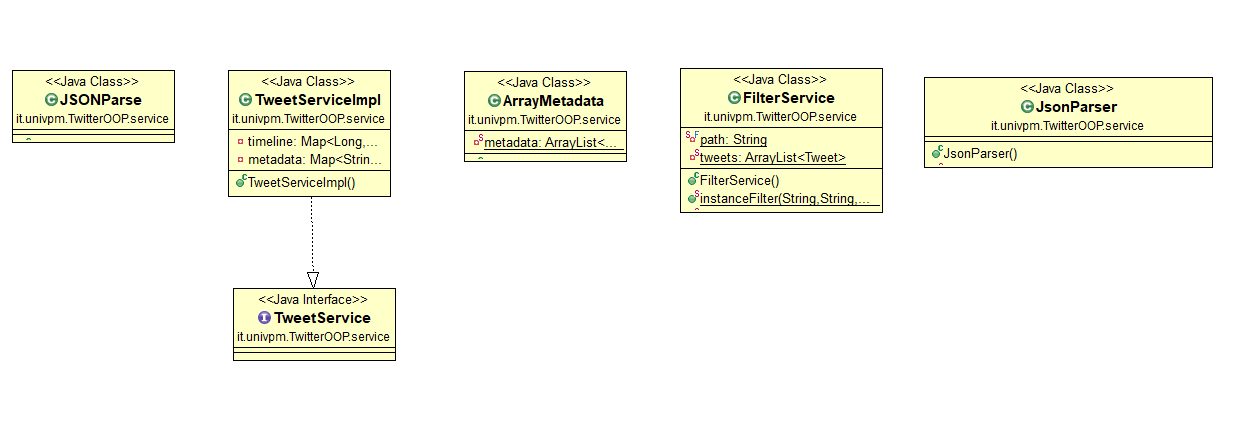 <<Java Class>>
JSONParse
it.univpm.TwitterOOP.service
<<Java Class>>
TweetServiceImpl
it.univpm.TwitterOOP.service
timeline: Map<Long,...
metadata: Map<Strin...
TweetServiceImpl()
<<Java Interface>>
TweetService
it.univpm.TwitterOOP.service
<<Java Class>>
ArrayMetadata
it.univpm.TwitterOOP.service
metadata: ArrayList<...
<<Java Class>>
FilterService
it.univpm.TwitterOOP.service
path: String
tweets: ArrayList<Tweet>
FilterService()
instanceFilter(String,String,...
<<Java Class>>
JsonParser
it.univpm.TwitterOOP.service
JsonParser()